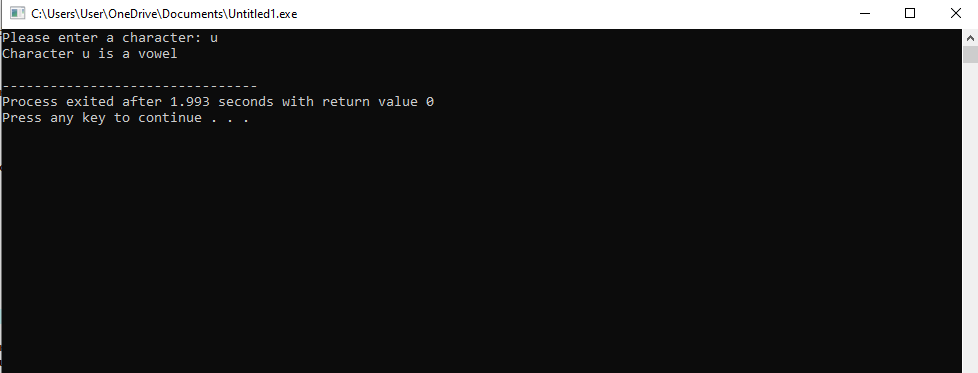 C:\Users\User\OneDrive\Documents\Untitled1.exe
Please enter a character: u
Character u is a vowel
--------------------------------
Process exited after 1.993 seconds with return value 0
Press any key to continue . . .